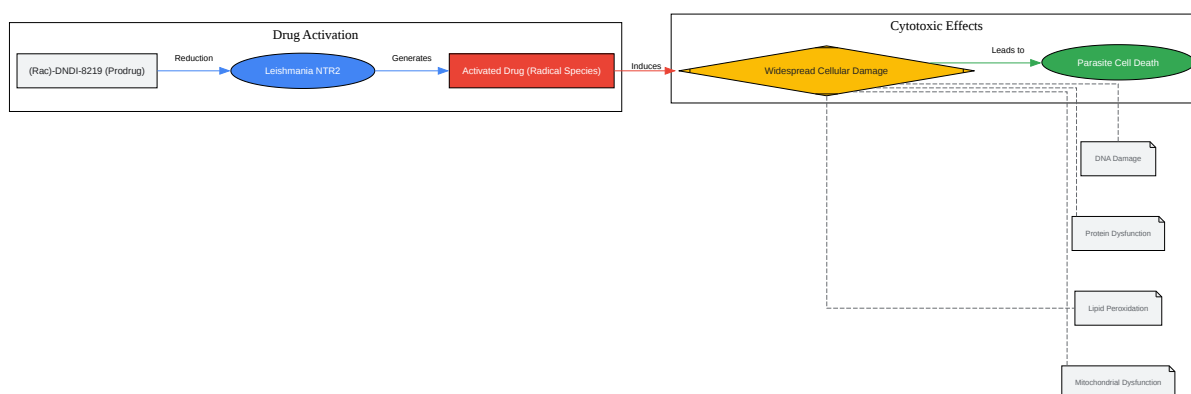 Drug Activation
(Rac)-DNDI-8219 (Prodrug)
Reduction
Leishmania NTR2
Generates
Activated Drug (Radical Species)
Induces
Cytotoxic Effects
Widespread Cellular Damage
Leads to
Parasite Cell Death
DNA Damage
Protein Dysfunction
Lipid Peroxidation
Mitochondrial Dysfunction